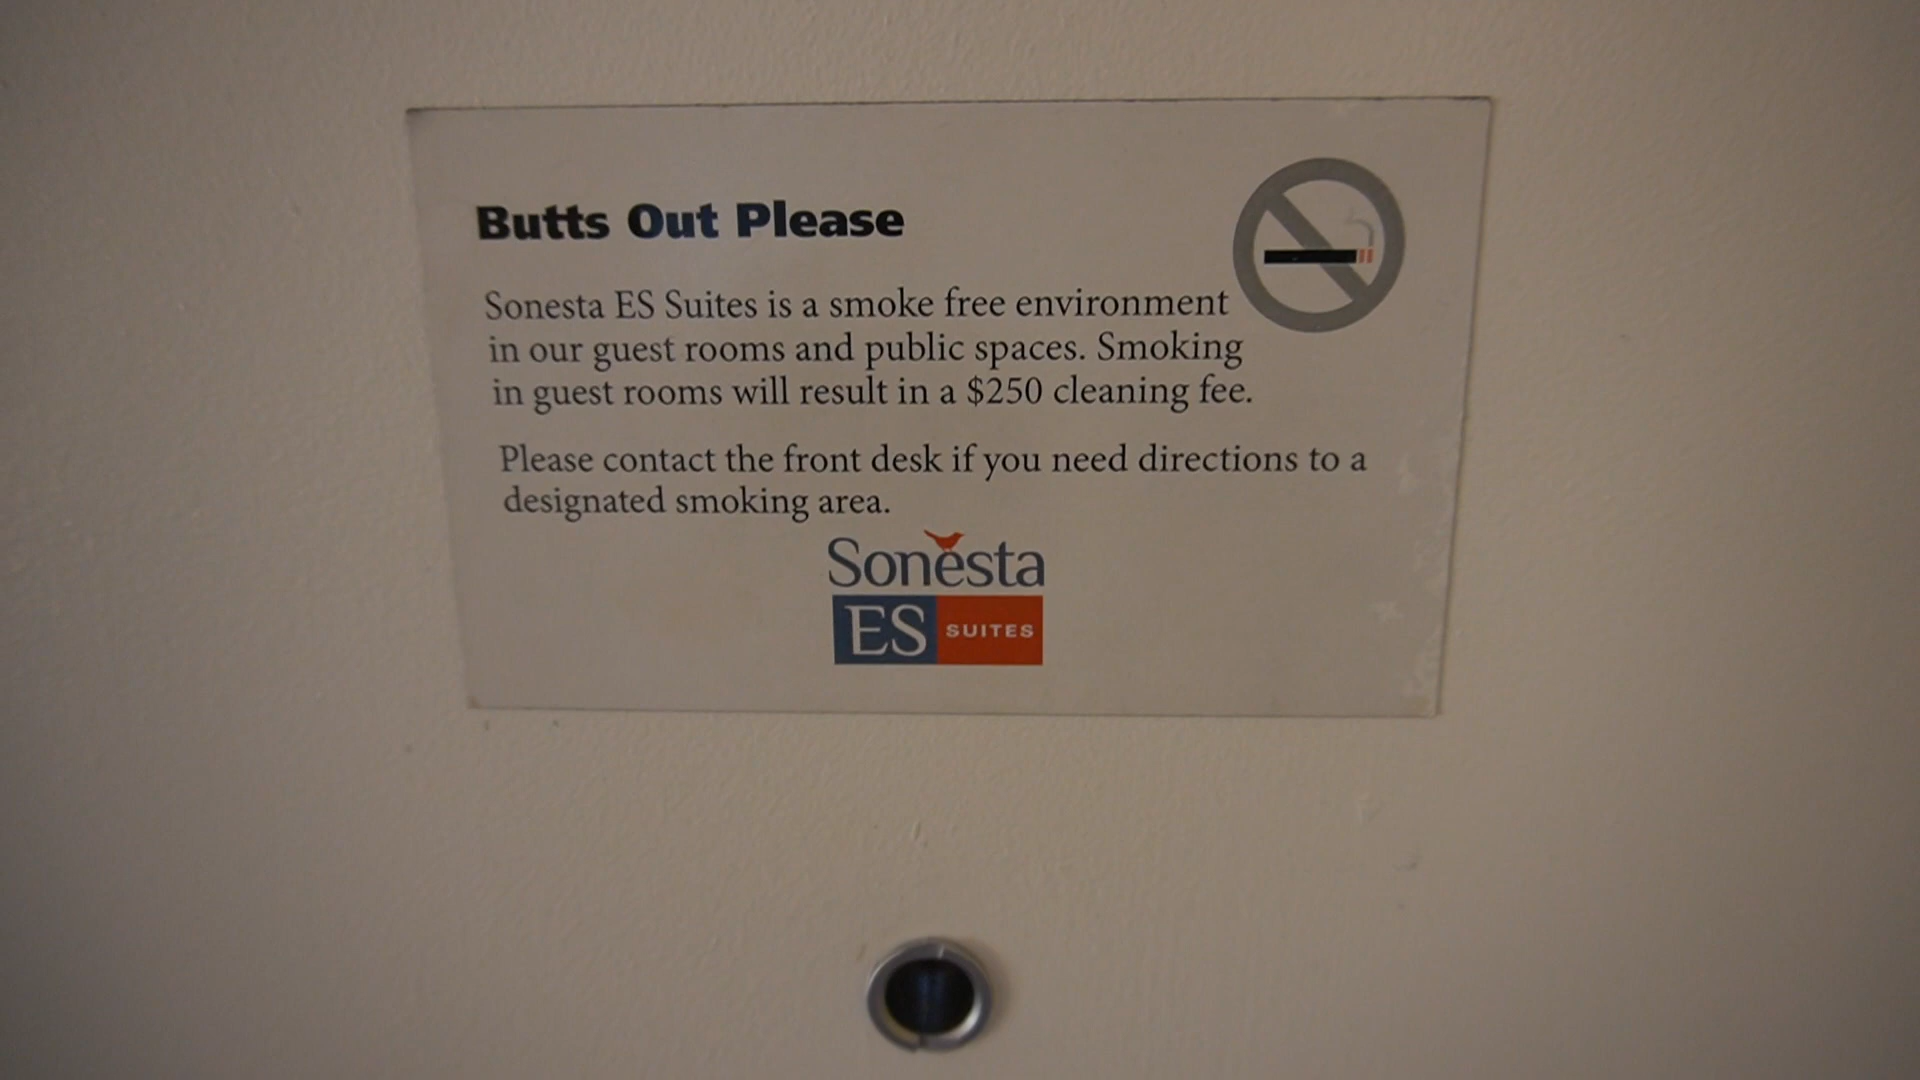 Butts Out Please
Sonesta ES Suites is a smoke free environment
in our guest rooms and public spaces. Smoking
in guest rooms will result in a $250 cleaning fee.
Please contact the front desk if you need directions to a
designated smoking area.
Sonesta
ES SUITES